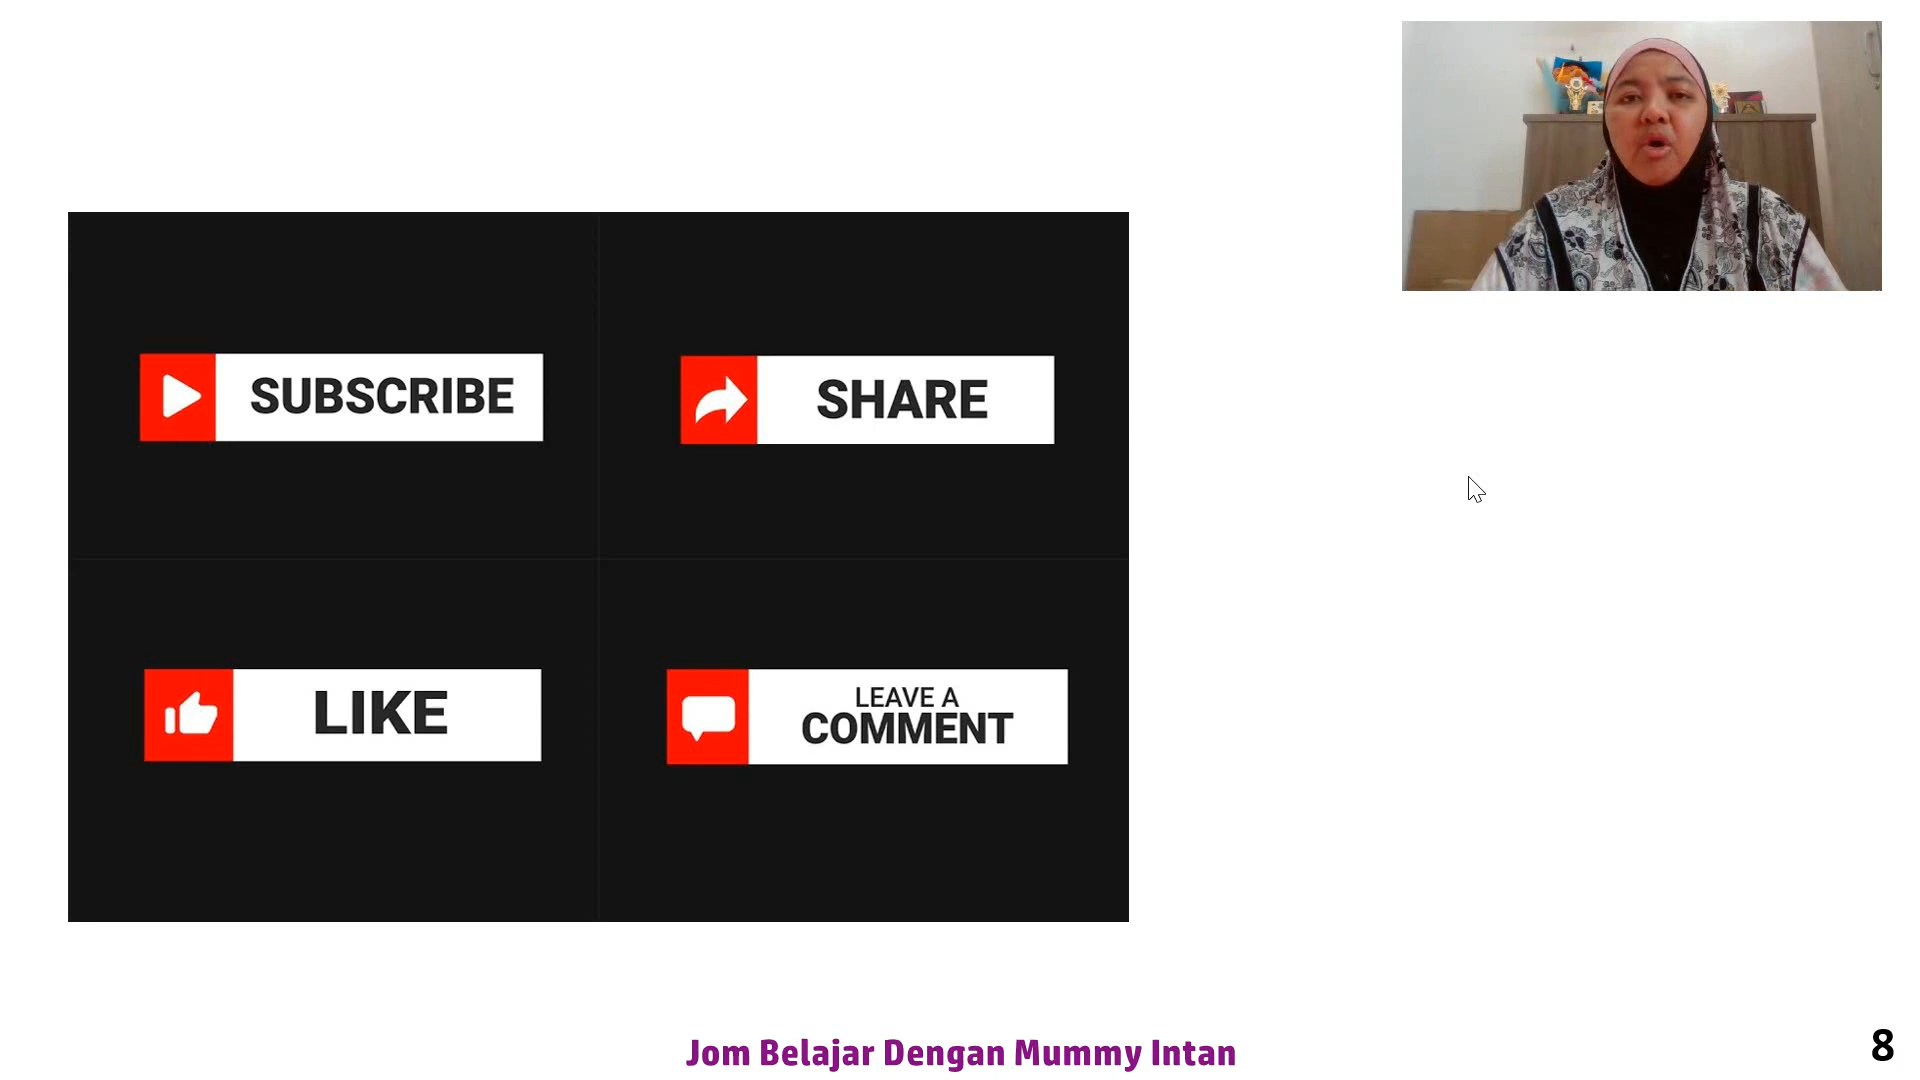 SUBSCRIBE
SHARE
LIKE
LEAVE A
COMMENT
Jom Belajar Dengan Mummy Intan
8